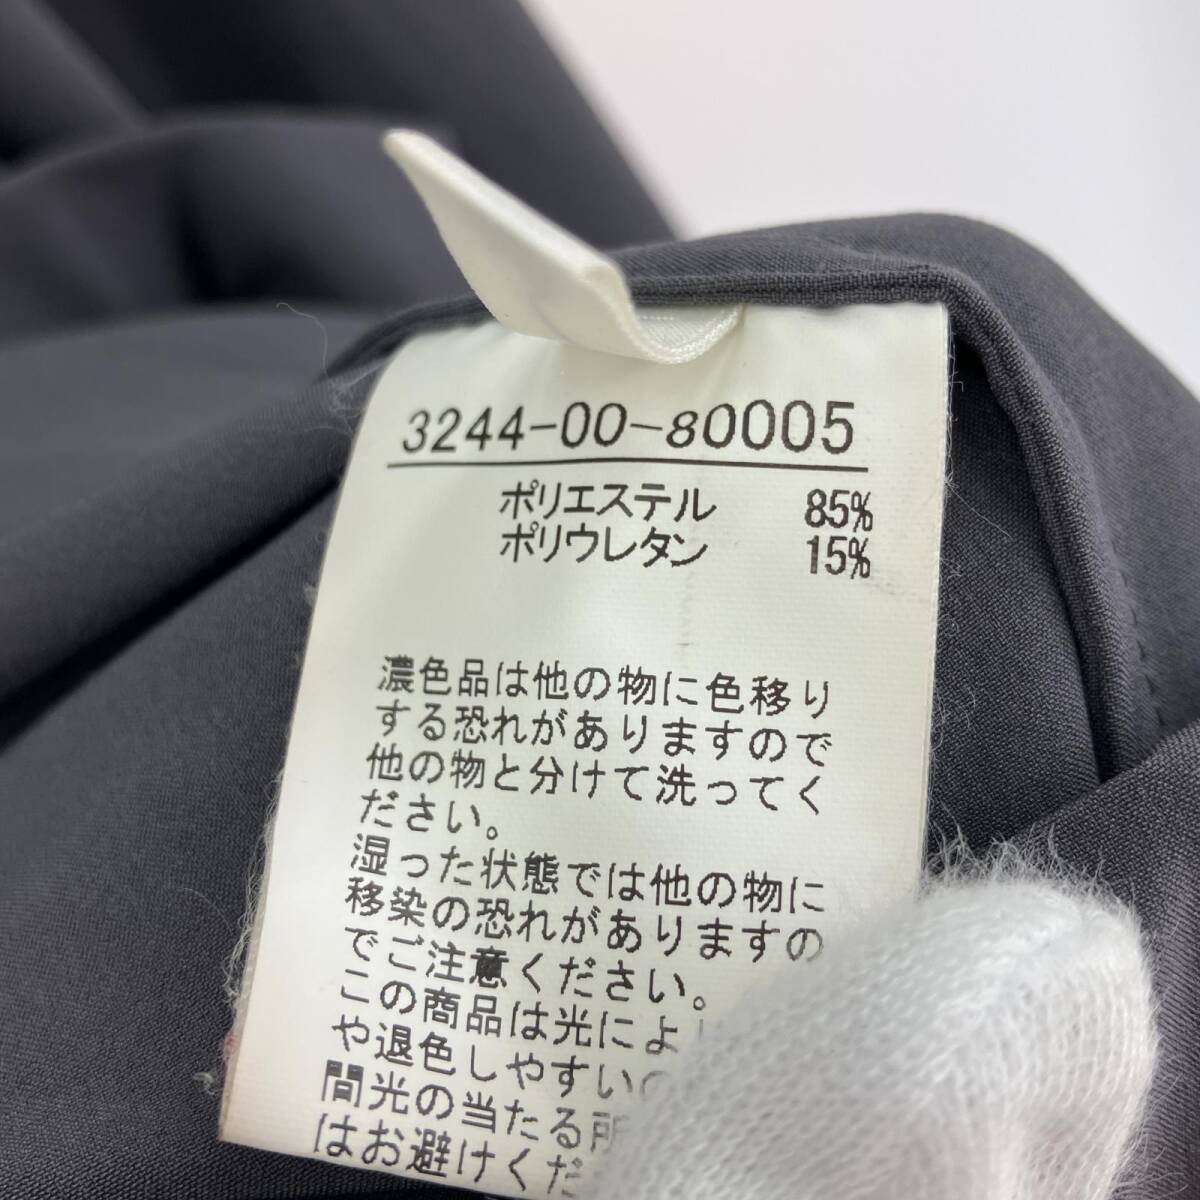 3244-00-80005
ポリエステル 85%
ポリウレタン 15%
濃色品は他の物に色移り
する恐れがありますので
他の物と分けて洗ってく
ださい。
湿った状態では他の物に
移染の恐れがありますの
でご注意ください。
この商品は光によ
や退色しやすい
間光の当たる所
はお避けくだ